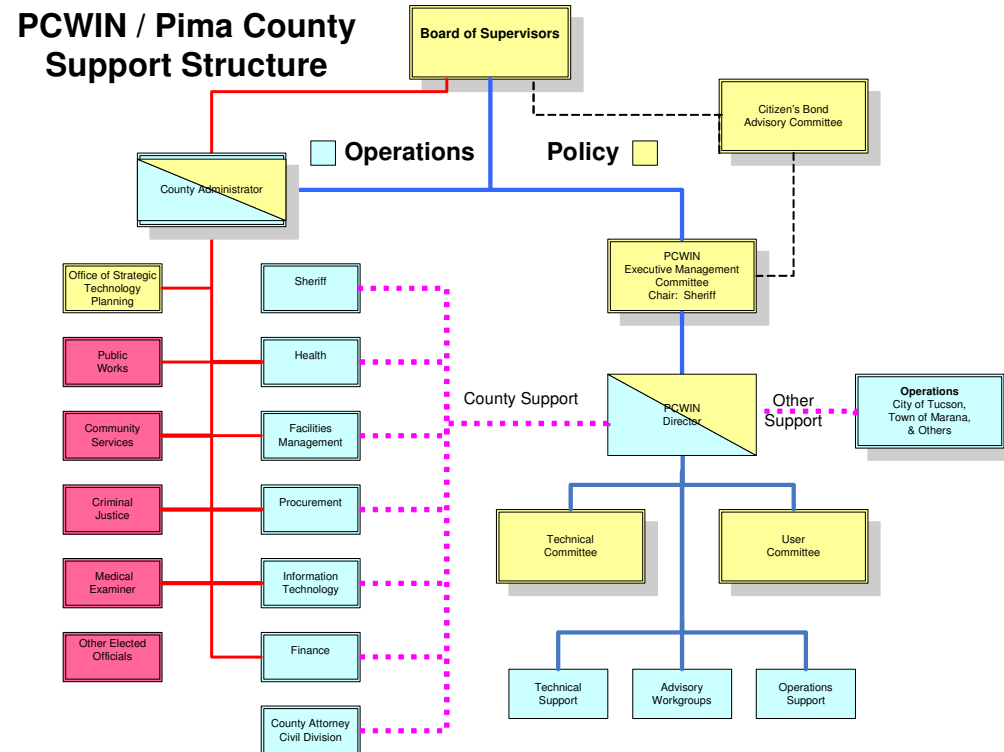 PCWIN / Pima County
Support Structure
Board of Supervisors
Citizen's Bond
Advisory Committee
Operations
Policy
County Administrator
PCWIN
Executive Management
Committee
Chair:  Sheriff
Office of Strategic
Technology
Planning
Sheriff
Public
Works
Health
County Support
PCWIN
Director
Other
Support
Operations
City of Tucson,
Town of Marana,
& Others
Community
Services
Facilities
Management
Criminal
Justice
Procurement
Technical
Committee
User
Committee
Medical
Examiner
Information
Technology
Other Elected
Officials
Finance
Technical
Support
Advisory
Workgroups
Operations
Support
County Attorney
Civil Division